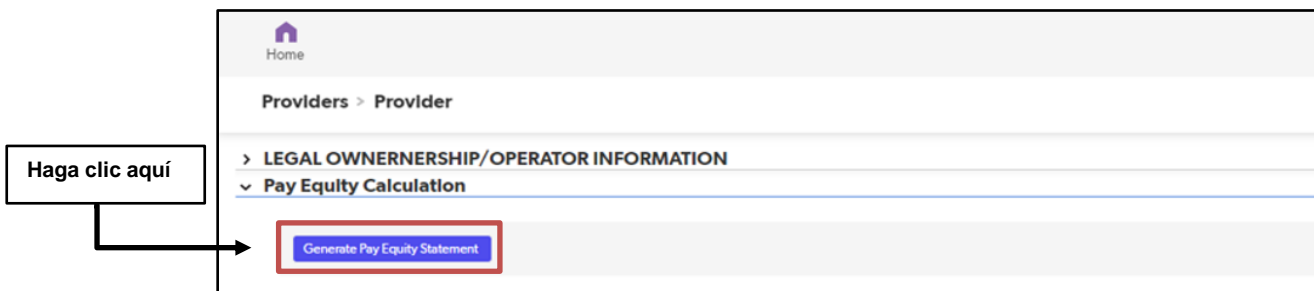 Home
Providers > Provider
LEGAL OWNERNERSHIP/OPERATOR INFORMATION
Haga clic aquí
Pay Equity Calculation
Generate Pay Equity Statement